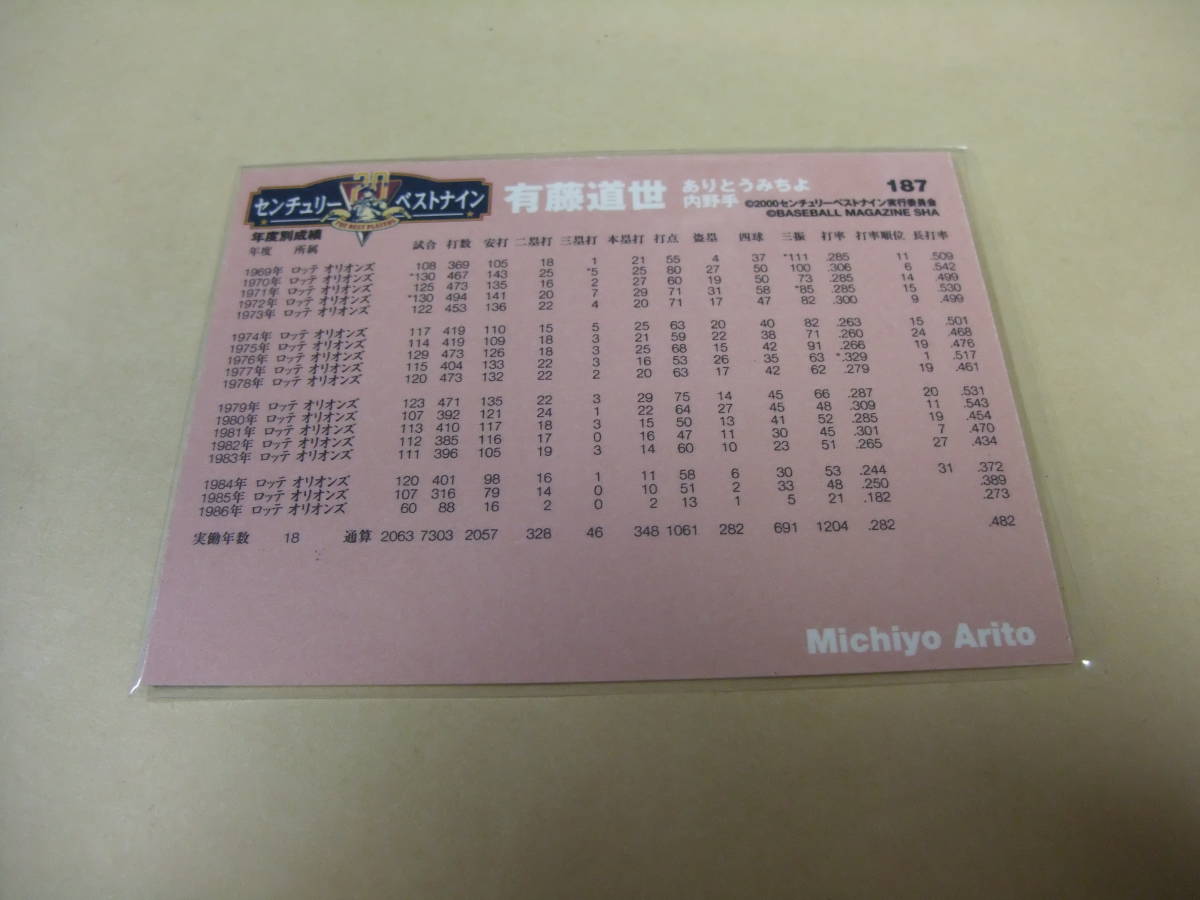 20
センチュリー ベストナイン
THE BEST PLAYERS
有藤道世 ありとうみちよ 内野手
187
©2000センチュリーベストナイン実行委員会
©BASEBALL MAGAZINE SHA
年度別成績
年度 所属 試合 打数 安打 二塁打 三塁打 本塁打 打点 盗塁 四球 三振 打率 打率順位 長打率
1969年 ロッテ オリオンズ 108 369 105 18 1 21 55 4 37 *111 .285 11 .509
1970年 ロッテ オリオンズ *130 467 143 25 *5 25 80 27 50 100 .306 6 .542
1971年 ロッテ オリオンズ 125 473 135 16 2 27 60 19 50 73 .285 14 .499
1972年 ロッテ オリオンズ *130 494 141 20 7 29 71 31 58 *85 .285 15 .530
1973年 ロッテ オリオンズ 122 453 136 22 4 20 71 17 47 82 .300 9 .499
1974年 ロッテ オリオンズ 117 419 110 15 5 25 63 20 40 82 .263 15 .501
1975年 ロッテ オリオンズ 114 419 109 18 3 21 59 22 38 71 .260 24 .468
1976年 ロッテ オリオンズ 129 473 126 18 3 25 68 15 42 91 .266 19 .476
1977年 ロッテ オリオンズ 115 404 133 22 3 16 53 26 35 63 *.329 1 .517
1978年 ロッテ オリオンズ 120 473 132 22 2 20 63 17 42 62 .279 19 .461
1979年 ロッテ オリオンズ 123 471 135 22 3 29 75 14 45 66 .287 20 .531
1980年 ロッテ オリオンズ 107 392 121 24 1 22 64 27 45 48 .309 11 .543
1981年 ロッテ オリオンズ 113 410 117 18 3 15 50 13 41 52 .285 19 .454
1982年 ロッテ オリオンズ 112 385 116 17 0 16 47 11 30 45 .301 7 .470
1983年 ロッテ オリオンズ 111 396 105 19 3 14 60 10 23 51 .265 27 .434
1984年 ロッテ オリオンズ 120 401 98 16 1 11 58 6 30 53 .244 31 .372
1985年 ロッテ オリオンズ 107 316 79 14 0 10 51 2 33 48 .250 .389
1986年 ロッテ オリオンズ 60 88 16 2 0 2 13 1 5 21 .182 .273
実働年数 18 通算 2063 7303 2057 328 46 348 1061 282 691 1204 .282 .482
Michiyo Arito